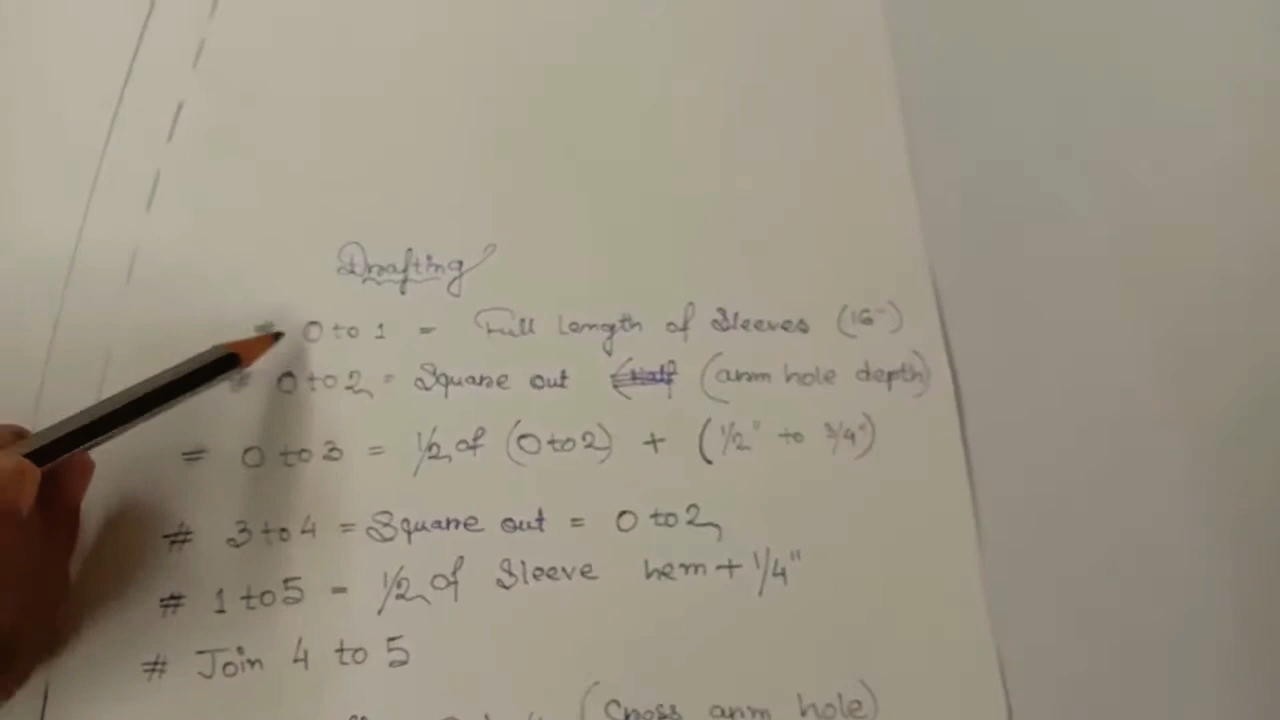 Drafting
# 0 to 1 = Full Length of Sleeves (16")
# 0 to 2 = Square out (arm hole depth)
= 0 to 3 = 1/2 of (0 to 2) + (1/2" to 3/4")
# 3 to 4 = Square out = 0 to 2
# 1 to 5 = 1/2 of Sleeve hem + 1/4"
# Join 4 to 5
(Cross arm hole)